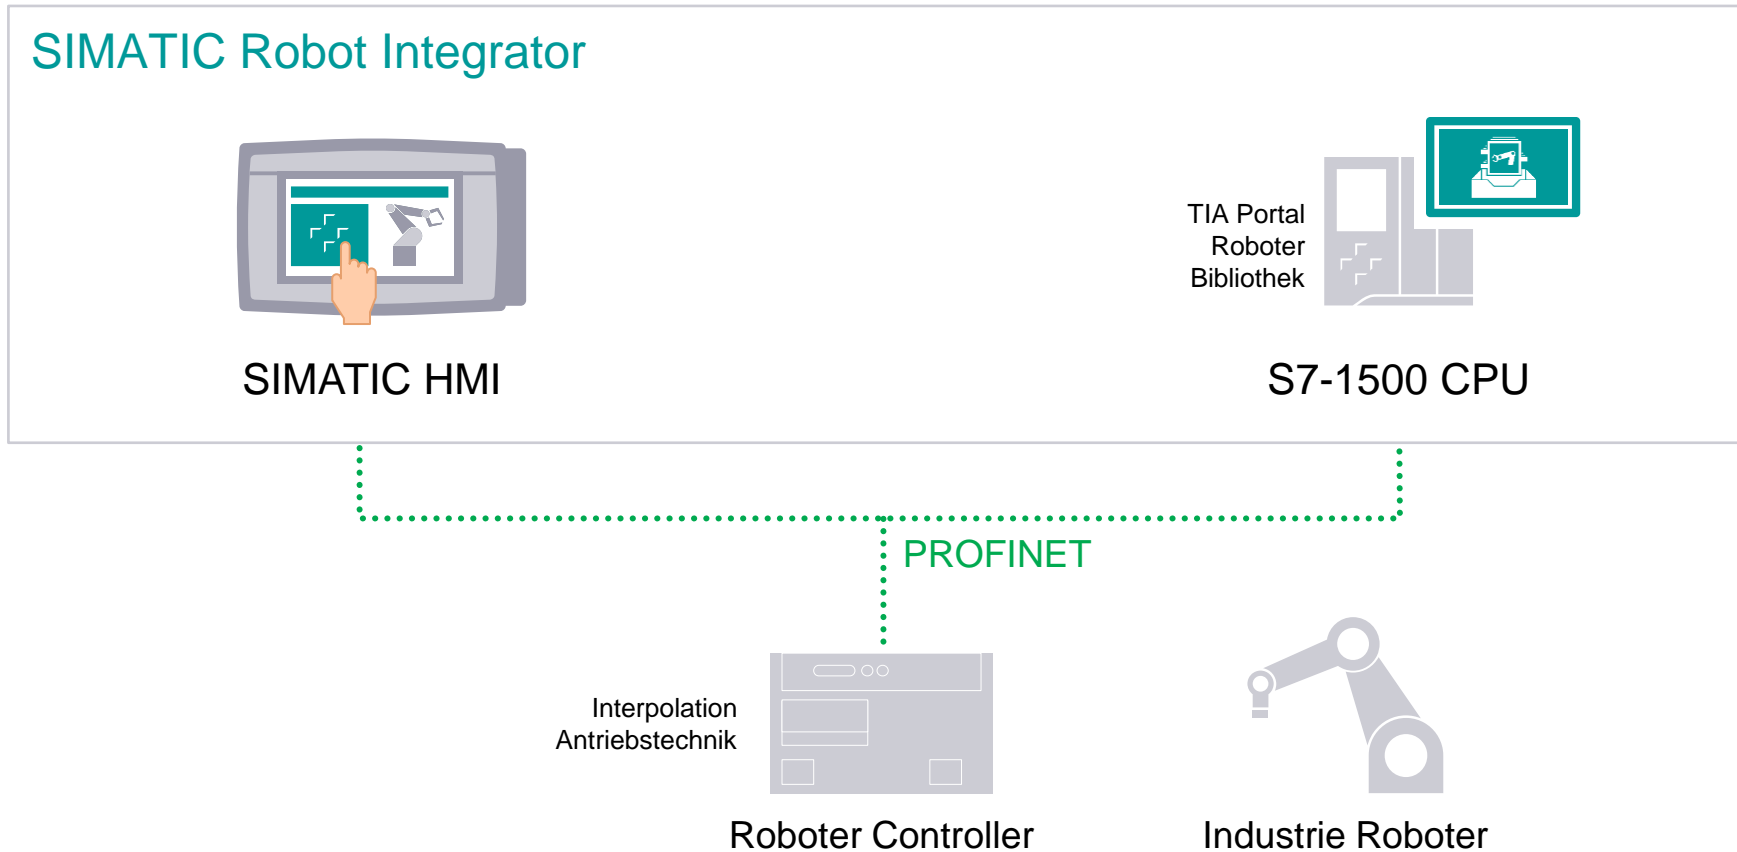 SIMATIC Robot Integrator
TIA Portal
Roboter
Bibliothek
SIMATIC HMI
S7-1500 CPU
PROFINET
Interpolation
Antriebstechnik
Roboter Controller
Industrie Roboter